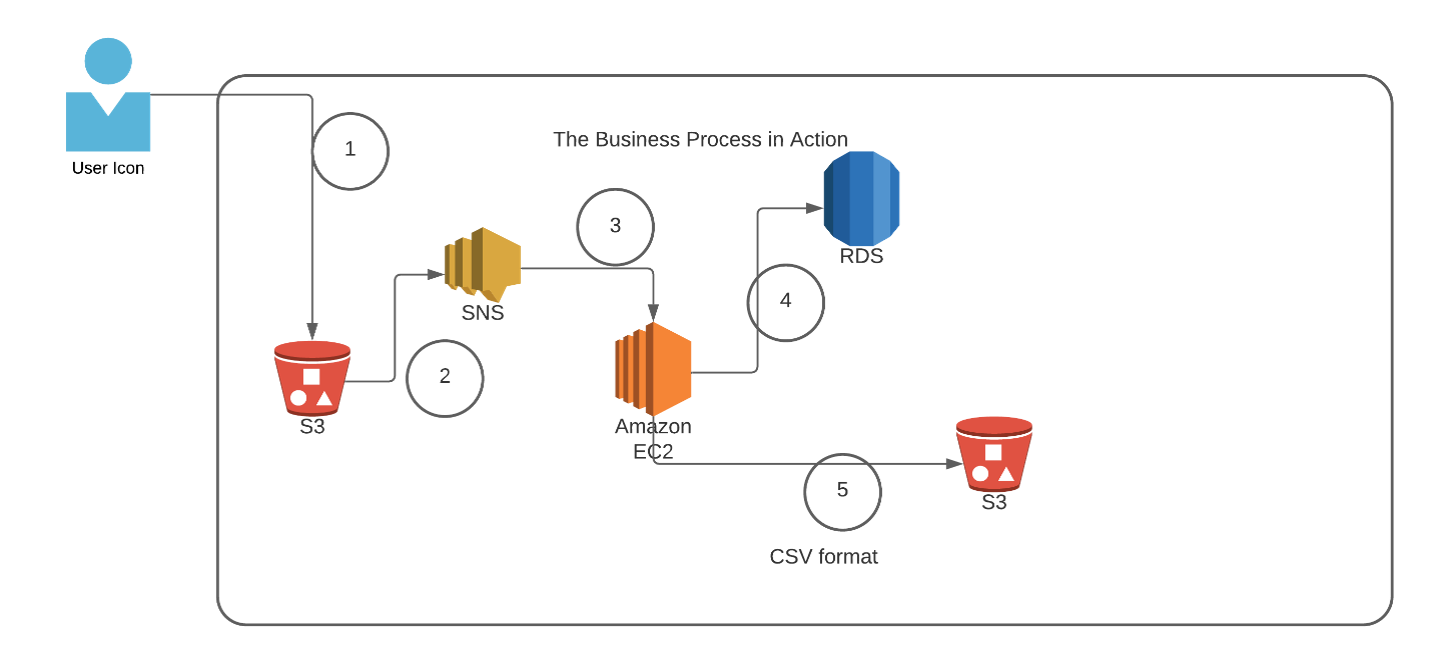 User Icon
1
The Business Process in Action
3
RDS
SNS
4
2
S3
Amazon
EC2
5
S3
CSV format